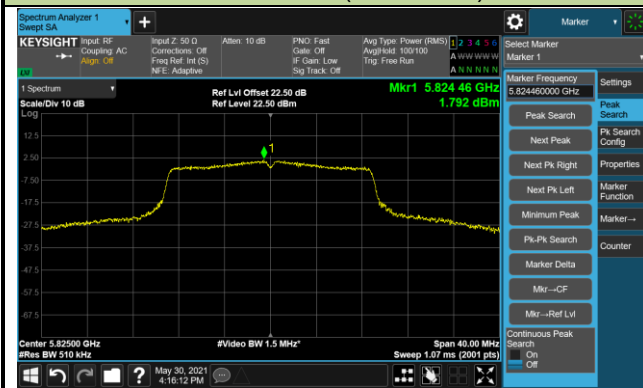 Spectrum Analyzer 1
Swept SA
+
Marker
KEYSIGHT
Input: RF
Coupling: AC
Align: Off
Input Z: 50 Ω
Corrections: Off
Freq Ref: Int (S)
NFE: Adaptive
Atten: 10 dB
PNO: Fast
Gate: Off
IF Gain: Low
Sig Track: Off
Avg Type: Power (RMS)
Avg|Hold: 100/100
Trig: Free Run
1 2 3 4 5 6
A W W W W W
A N N N N N
LM
Select Marker
Marker 1
1 Spectrum
Scale/Div 10 dB
Log
Ref Lvl Offset 22.50 dB
Ref Level 22.50 dBm
Mkr1 5.824 46 GHz
1.792 dBm
12.5
2.50
-7.50
-17.5
-27.5
-37.5
-47.5
-57.5
-67.5
1
Center 5.82500 GHz
#Res BW 510 kHz
#Video BW 1.5 MHz*
Span 40.00 MHz
Sweep 1.07 ms (2001 pts)
Marker Frequency
5.824460000 GHz
Peak Search
Next Peak
Next Pk Right
Next Pk Left
Minimum Peak
Pk-Pk Search
Marker Delta
Mkr→CF
Mkr→Ref Lvl
Continuous Peak
Search
On
Off
Settings
Peak
Search
Pk Search
Config
Properties
Marker
Function
Marker→
Counter
?
May 30, 2021
4:16:12 PM